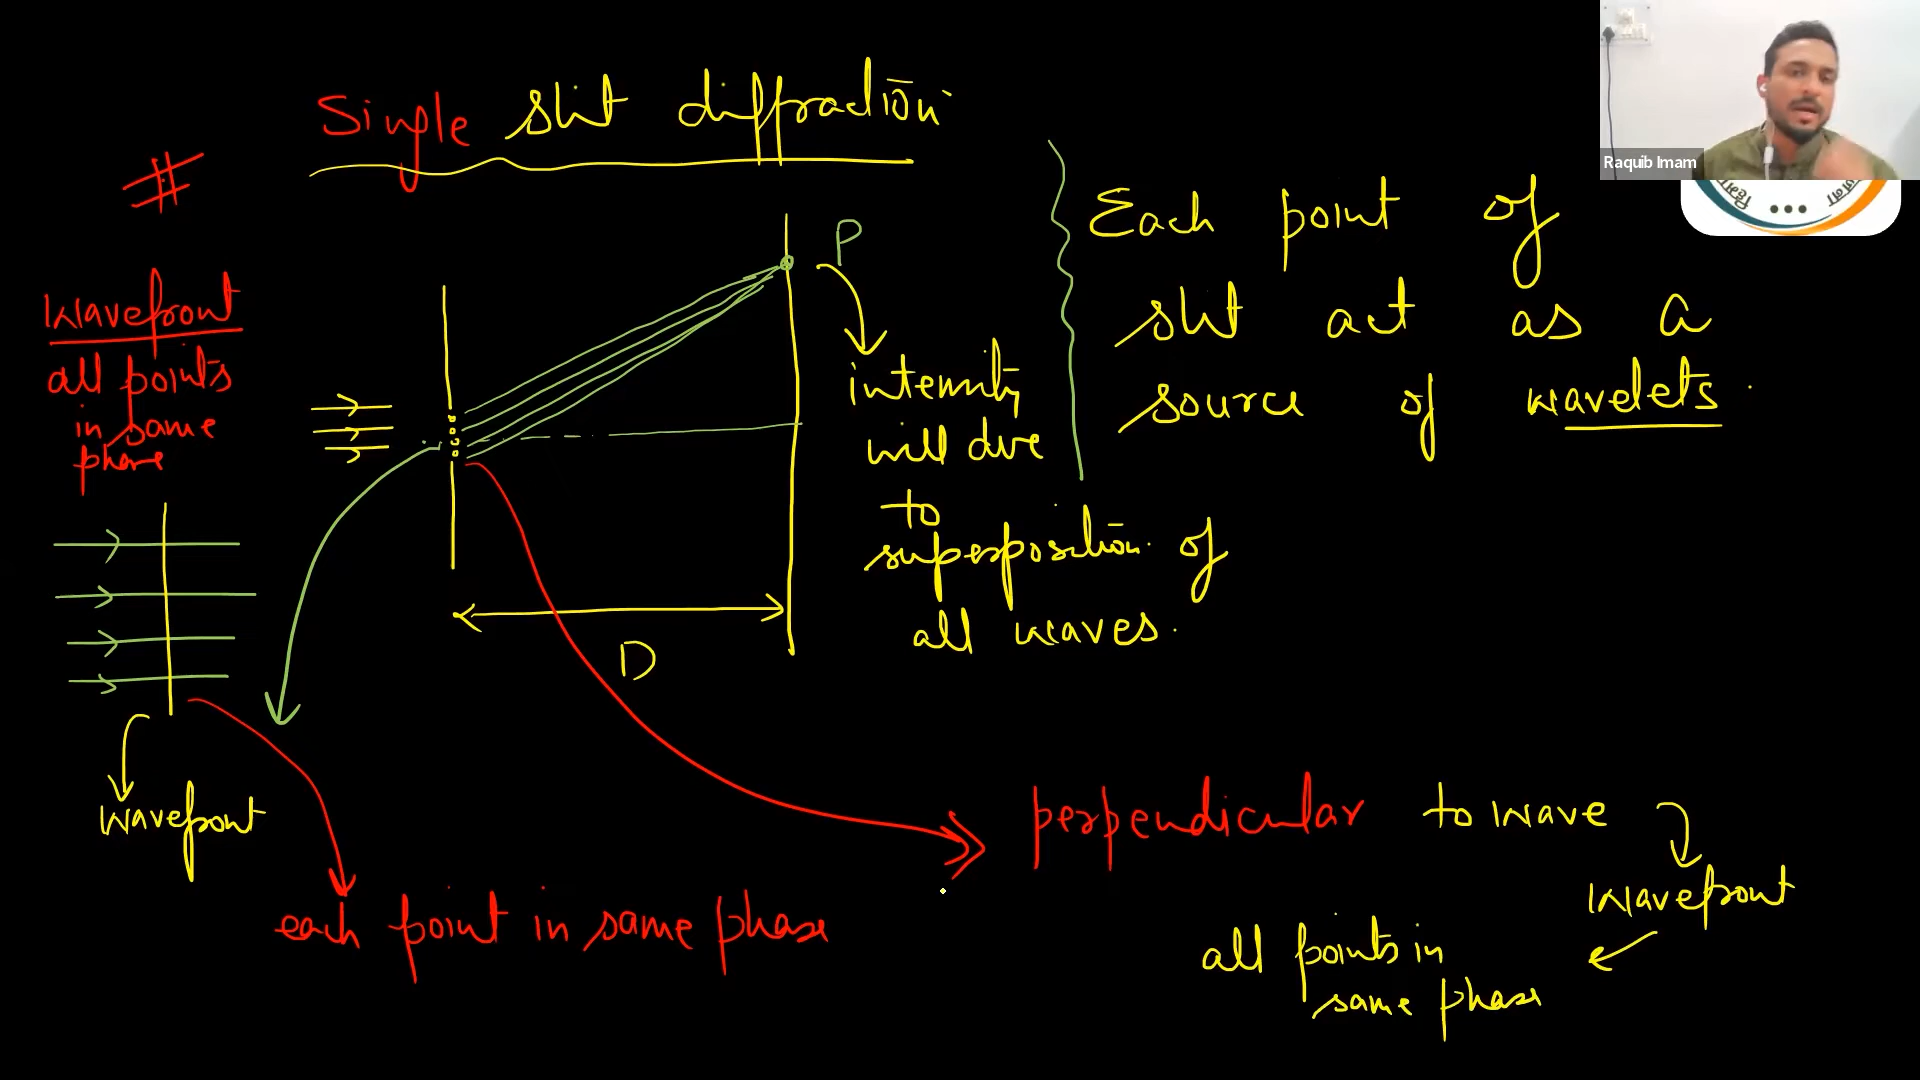 Single slit diffraction
#
Raquib Imam
Wavefront
all points
in same
phase
P
intensity
will due
to
superposition of
all waves.
Each point of
slit act as a
source of wavelets.
D
Wavefront
each point in same phase
perpendicular to wave
Wavefront
all points in
same phase